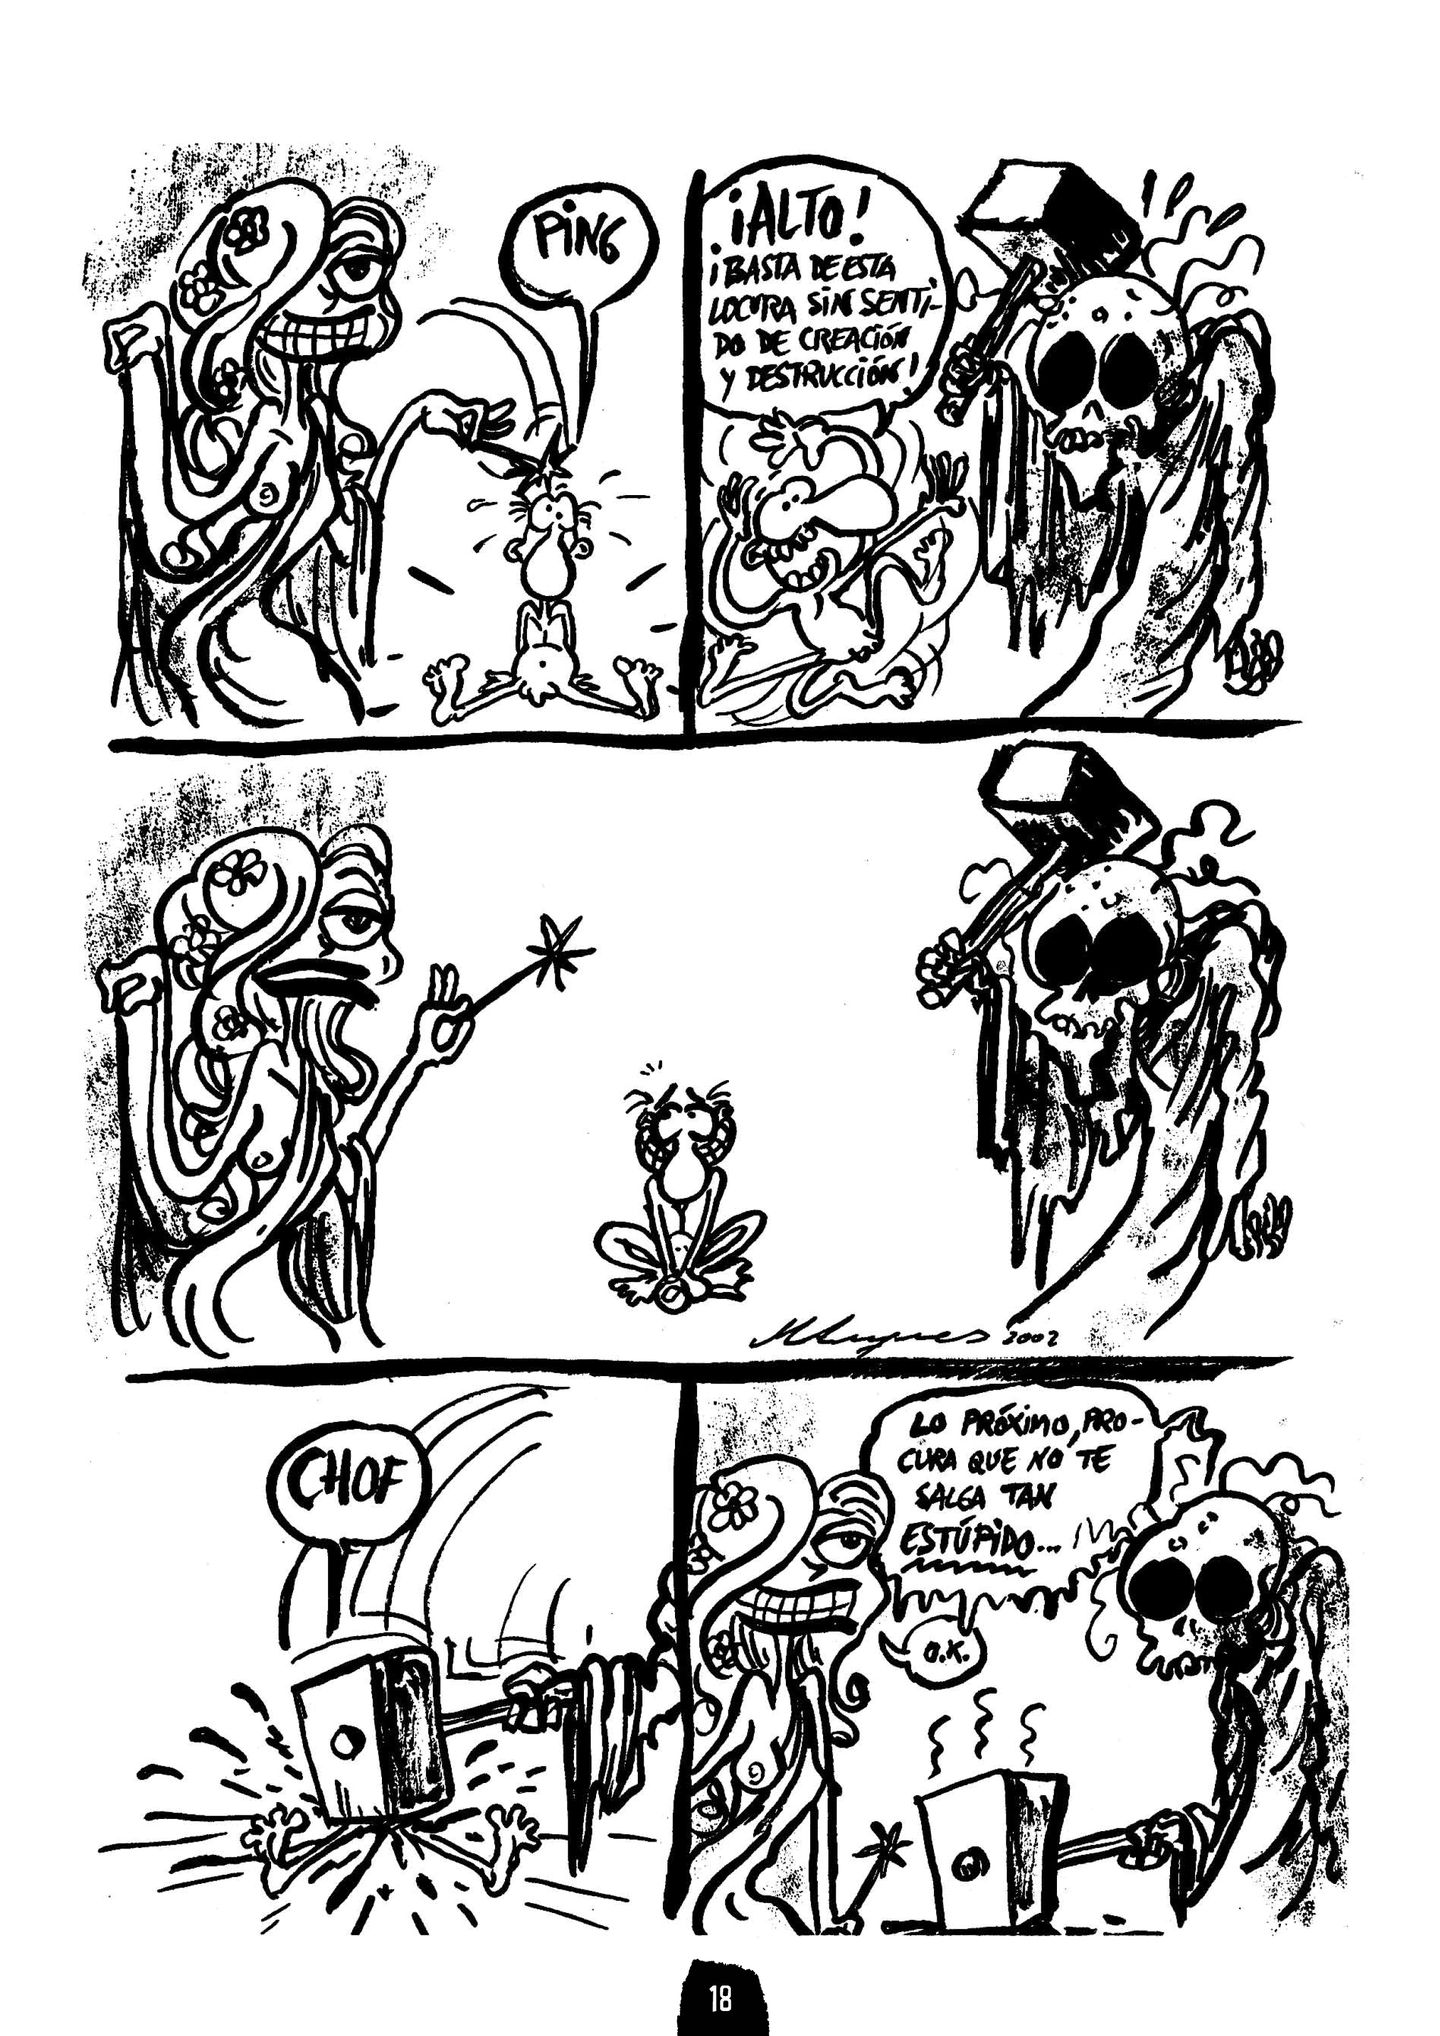 PING
¡ALTO!
¡BASTA DE ESTA
LOCURA SIN SENTI-
DO DE CREACIÓN
Y DESTRUCCIÓN!
2002
CHOF
LO PRÓXIMO, PRO-
CURA QUE NO TE
SALGA TAN
ESTÚPIDO...
O.K.
18